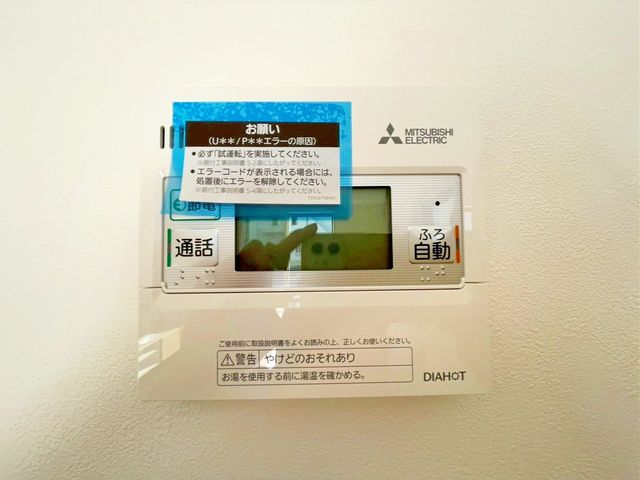 お願い
(U**/P**エラーの原因)
●必ず「試運転」を実施してください。
※据付工事説明書 5-2項にしたがってください。
●エラーコードが表示される場合には、
処置後にエラーを解除してください。
※据付工事説明書 5-4項にしたがってください。
MITSUBISHI
ELECTRIC
節電
通話
ふろ
自動
ご使用前に取扱説明書をよくお読みの上、正しくお使いください。
警告 やけどのおそれあり
お湯を使用する前に湯温を確かめる。
DIAHOT